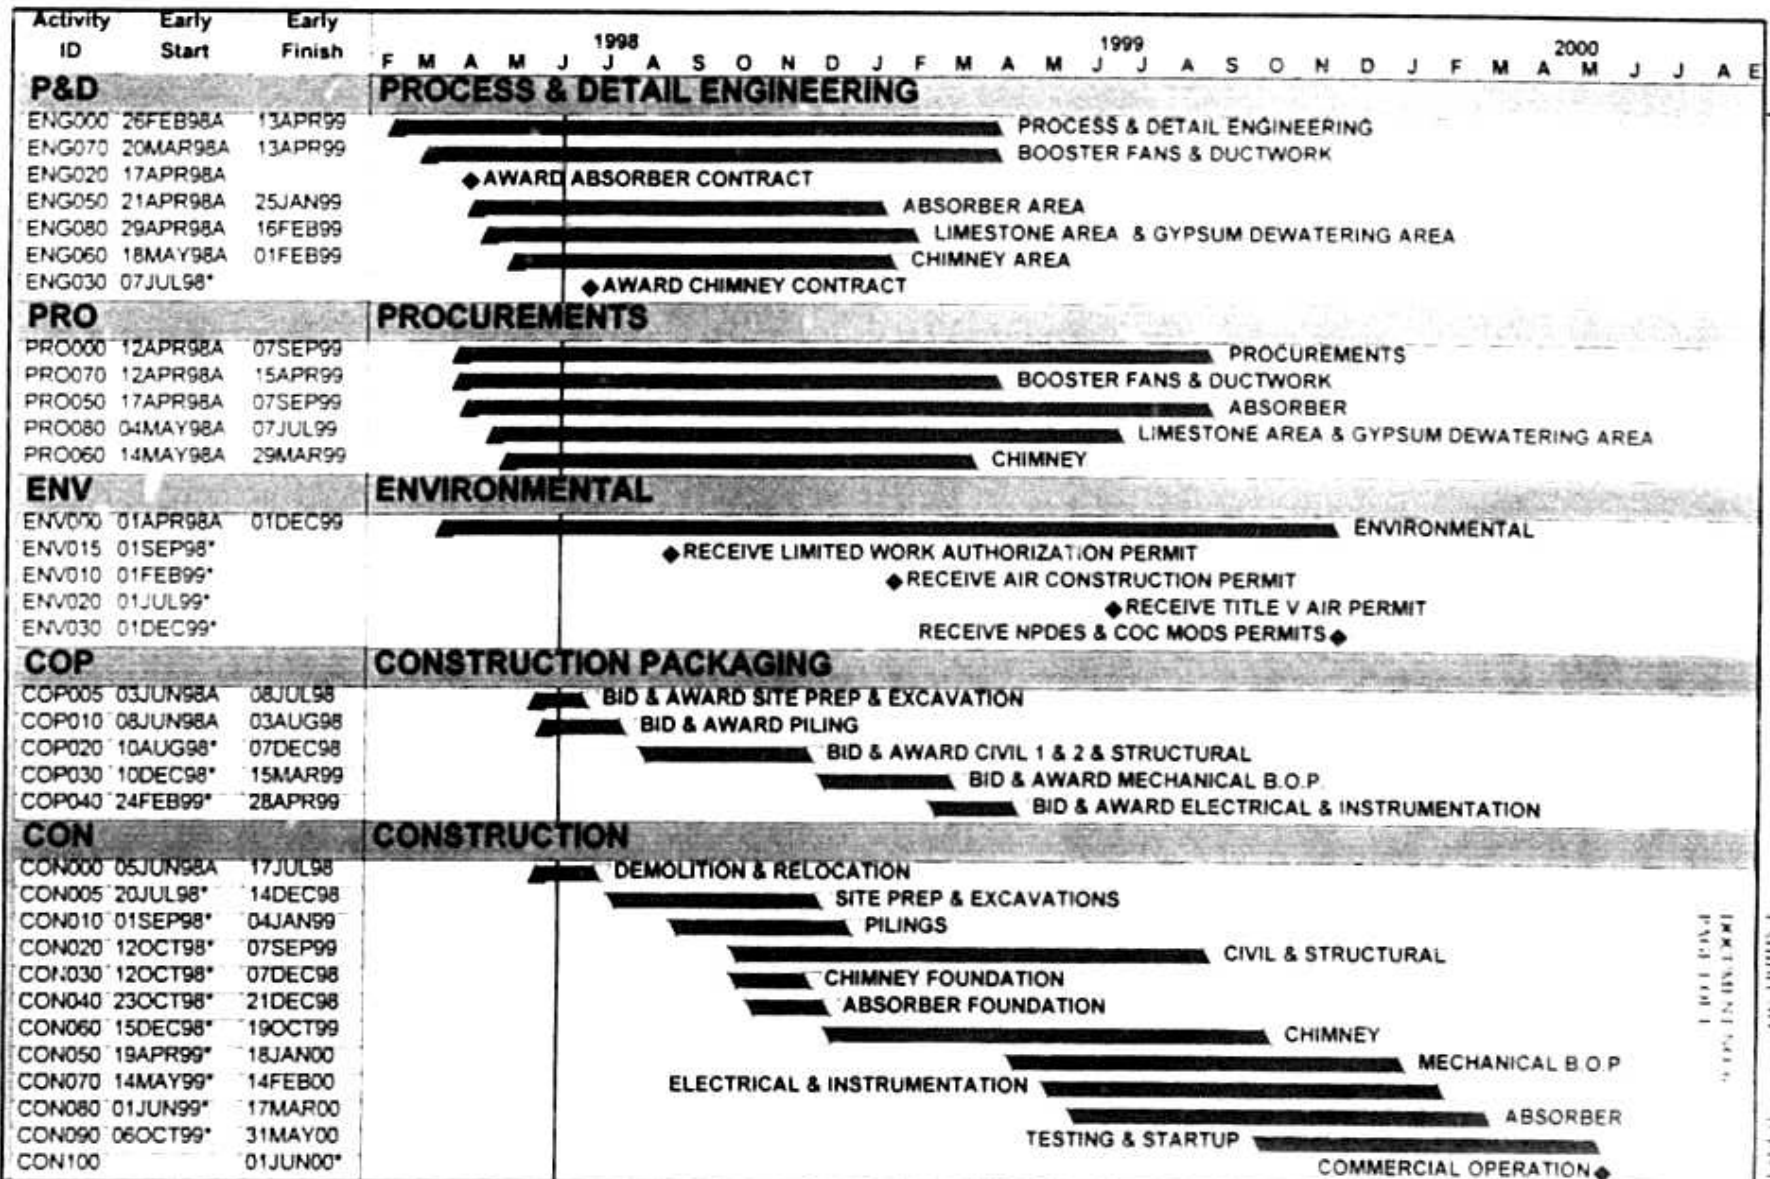 Activity ID Early Start Early Finish
1998 1999 2000
F M A M J J A S O N D J F M A M J J A S O N D J F M A M J J A
P&D PROCESS & DETAIL ENGINEERING
ENG000 26FEB98A 13APR99 PROCESS & DETAIL ENGINEERING
ENG070 20MAR98A 13APR99 BOOSTER FANS & DUCTWORK
ENG020 17APR98A AWARD ABSORBER CONTRACT
ENG050 21APR98A 25JAN99 ABSORBER AREA
ENG080 29APR98A 16FEB99 LIMESTONE AREA & GYPSUM DEWATERING AREA
ENG060 18MAY98A 01FEB99 CHIMNEY AREA
ENG030 07JUL98* AWARD CHIMNEY CONTRACT
PRO PROCUREMENTS
PRO000 12APR98A 07SEP99 PROCUREMENTS
PRO070 12APR98A 15APR99 BOOSTER FANS & DUCTWORK
PRO050 17APR98A 07SEP99 ABSORBER
PRO080 04MAY98A 07JUL99 LIMESTONE AREA & GYPSUM DEWATERING AREA
PRO060 14MAY98A 29MAR99 CHIMNEY
ENV ENVIRONMENTAL
ENV000 01APR98A 01DEC99 ENVIRONMENTAL
ENV015 01SEP98* RECEIVE LIMITED WORK AUTHORIZATION PERMIT
ENV010 01FEB99* RECEIVE AIR CONSTRUCTION PERMIT
ENV020 01JUL99* RECEIVE TITLE V AIR PERMIT
ENV030 01DEC99* RECEIVE NPDES & COC MODS PERMITS
COP CONSTRUCTION PACKAGING
COP005 03JUN98A 08JUL98 BID & AWARD SITE PREP & EXCAVATION
COP010 08JUN98A 03AUG98 BID & AWARD PILING
COP020 10AUG98* 07DEC98 BID & AWARD CIVIL 1 & 2 & STRUCTURAL
COP030 10DEC98* 15MAR99 BID & AWARD MECHANICAL B.O.P.
COP040 24FEB99* 28APR99 BID & AWARD ELECTRICAL & INSTRUMENTATION
CON CONSTRUCTION
CON000 05JUN98A 17JUL98 DEMOLITION & RELOCATION
CON005 20JUL98* 14DEC98 SITE PREP & EXCAVATIONS
CON010 01SEP98* 04JAN99 PILINGS
CON020 12OCT98* 07SEP99 CIVIL & STRUCTURAL
CON030 12OCT98* 07DEC98 CHIMNEY FOUNDATION
CON040 23OCT98* 21DEC98 ABSORBER FOUNDATION
CON060 15DEC98* 19OCT99 CHIMNEY
CON050 19APR99* 18JAN00 MECHANICAL B.O.P
CON070 14MAY99* 14FEB00 ELECTRICAL & INSTRUMENTATION
CON080 01JUN99* 17MAR00 ABSORBER
CON090 06OCT99* 31MAY00 TESTING & STARTUP
CON100 01JUN00* COMMERCIAL OPERATION